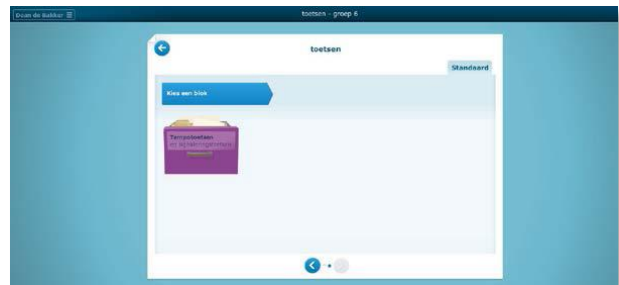 Daan de Bakker
toetsen - groep 6
toetsen
Standaard
Kies een blok
Tempotoetsen